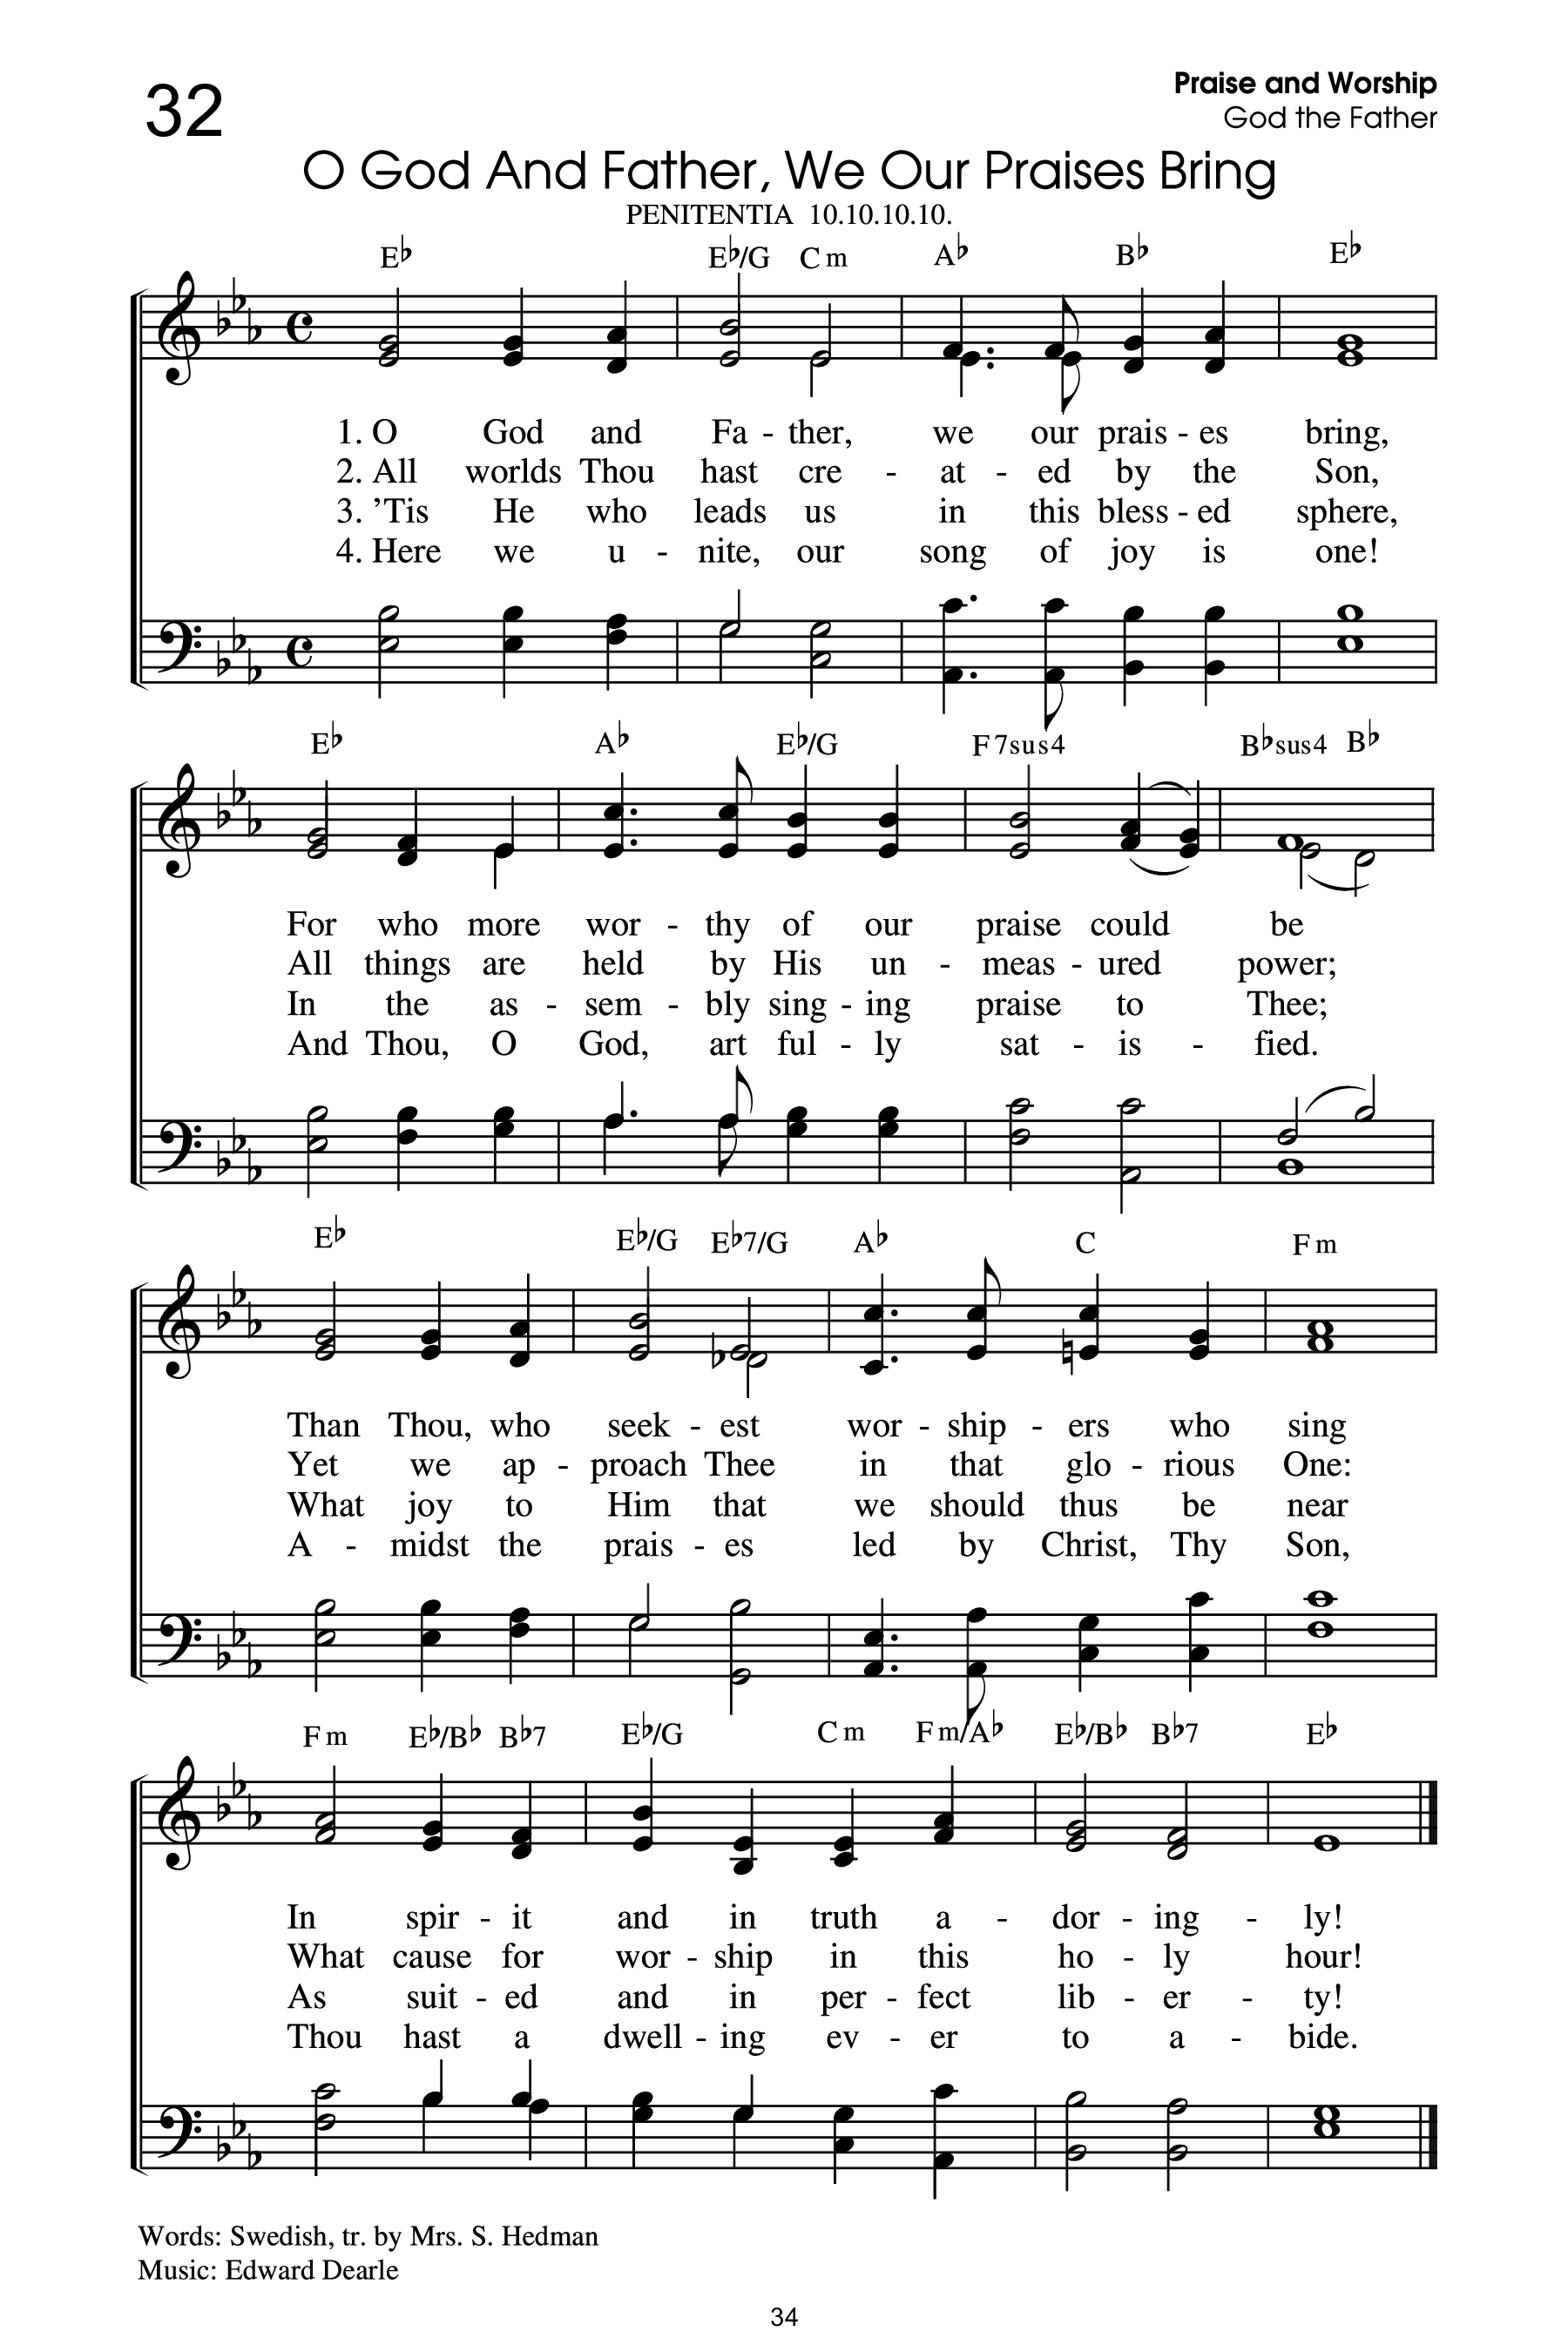 32
Praise and Worship
God the Father
O God And Father, We Our Praises Bring
PENITENTIA 10.10.10.10.
E♭ E♭/G C m A♭ B♭ E♭
1. O God and Fa - ther, we our prais - es bring,
2. All worlds Thou hast cre - at - ed by the Son,
3. ’Tis He who leads us in this bless - ed sphere,
4. Here we u - nite, our song of joy is one!
E♭ A♭ E♭/G F 7sus4 B♭sus4 B♭
For who more wor - thy of our praise could be
All things are held by His un - meas - ured power;
In the as - sem - bly sing - ing praise to Thee;
And Thou, O God, art ful - ly sat - is - fied.
E♭ E♭/G E♭7/G A♭ C F m
Than Thou, who seek - est wor - ship - ers who sing
Yet we ap - proach Thee in that glo - rious One:
What joy to Him that we should thus be near
A - midst the prais - es led by Christ, Thy Son,
F m E♭/B♭ B♭7 E♭/G C m F m/A♭ E♭/B♭ B♭7 E♭
In spir - it and in truth a - dor - ing - ly!
What cause for wor - ship in this ho - ly hour!
As suit - ed and in per - fect lib - er - ty!
Thou hast a dwell - ing ev - er to a - bide.
Words: Swedish, tr. by Mrs. S. Hedman
Music: Edward Dearle
34